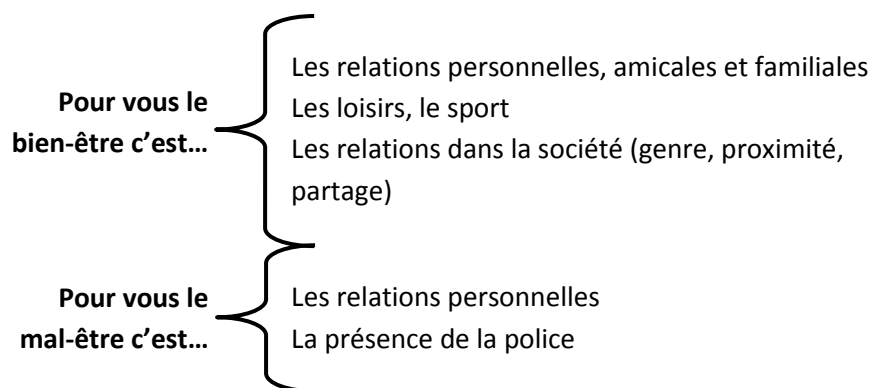 Pour vous le
bien-être c'est…
Les relations personnelles, amicales et familiales
Les loisirs, le sport
Les relations dans la société (genre, proximité,
partage)
Pour vous le
mal-être c'est…
Les relations personnelles
La présence de la police